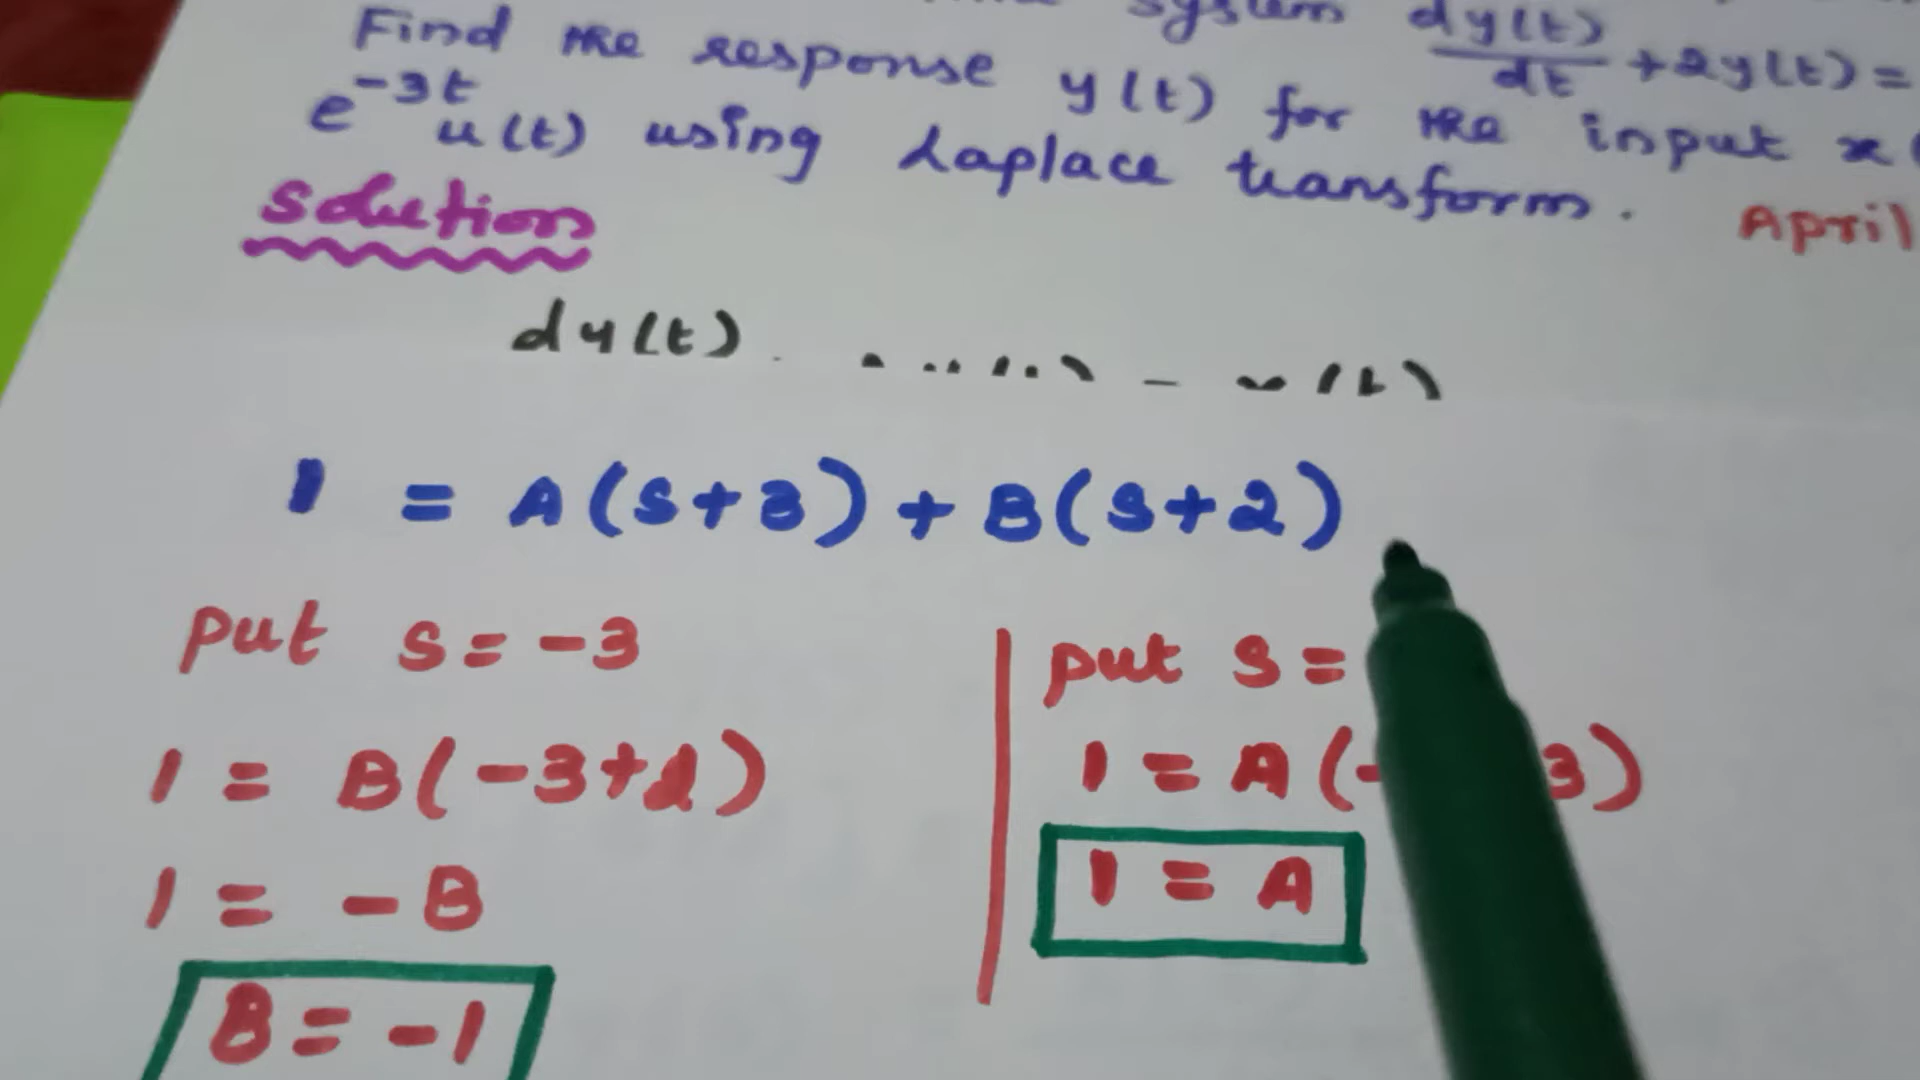 system dy(t)/dt + 2y(t) =
Find the response y(t) for the input x(
e^-3t u(t) using Laplace transform. April
Solution
dy(t)
1 = A(s+3) + B(s+2)
put s = -3
1 = B(-3+2)
1 = -B
B = -1
put s =
1 = A(- 3)
1 = A